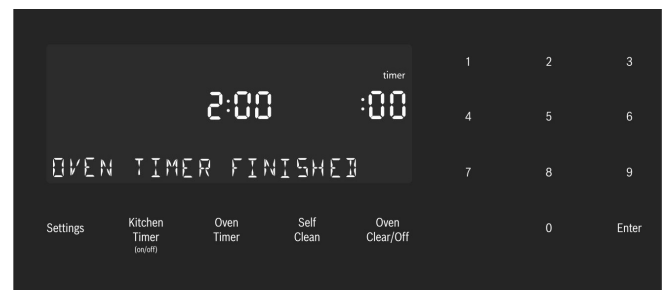 timer
2:00 :00
OVEN TIMER FINISHED
1 2 3
4 5 6
7 8 9
0 Enter
Settings
Kitchen
Timer
(on/off)
Oven
Timer
Self
Clean
Oven
Clear/Off